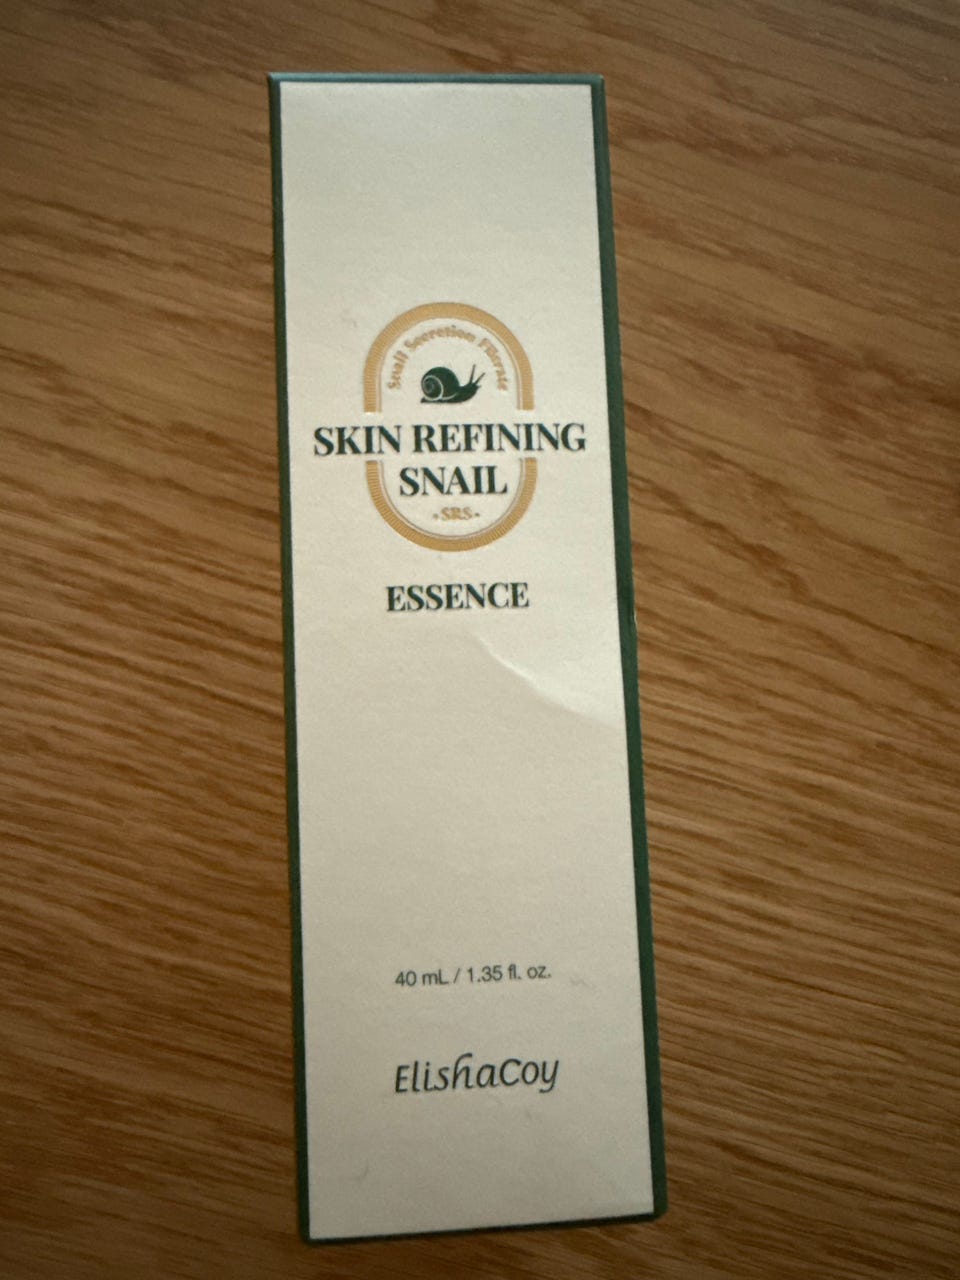 Snail Secretion Filtrate
SKIN REFINING
SNAIL
•SRS•
ESSENCE
40 mL / 1.35 fl. oz.
ElishaCoy